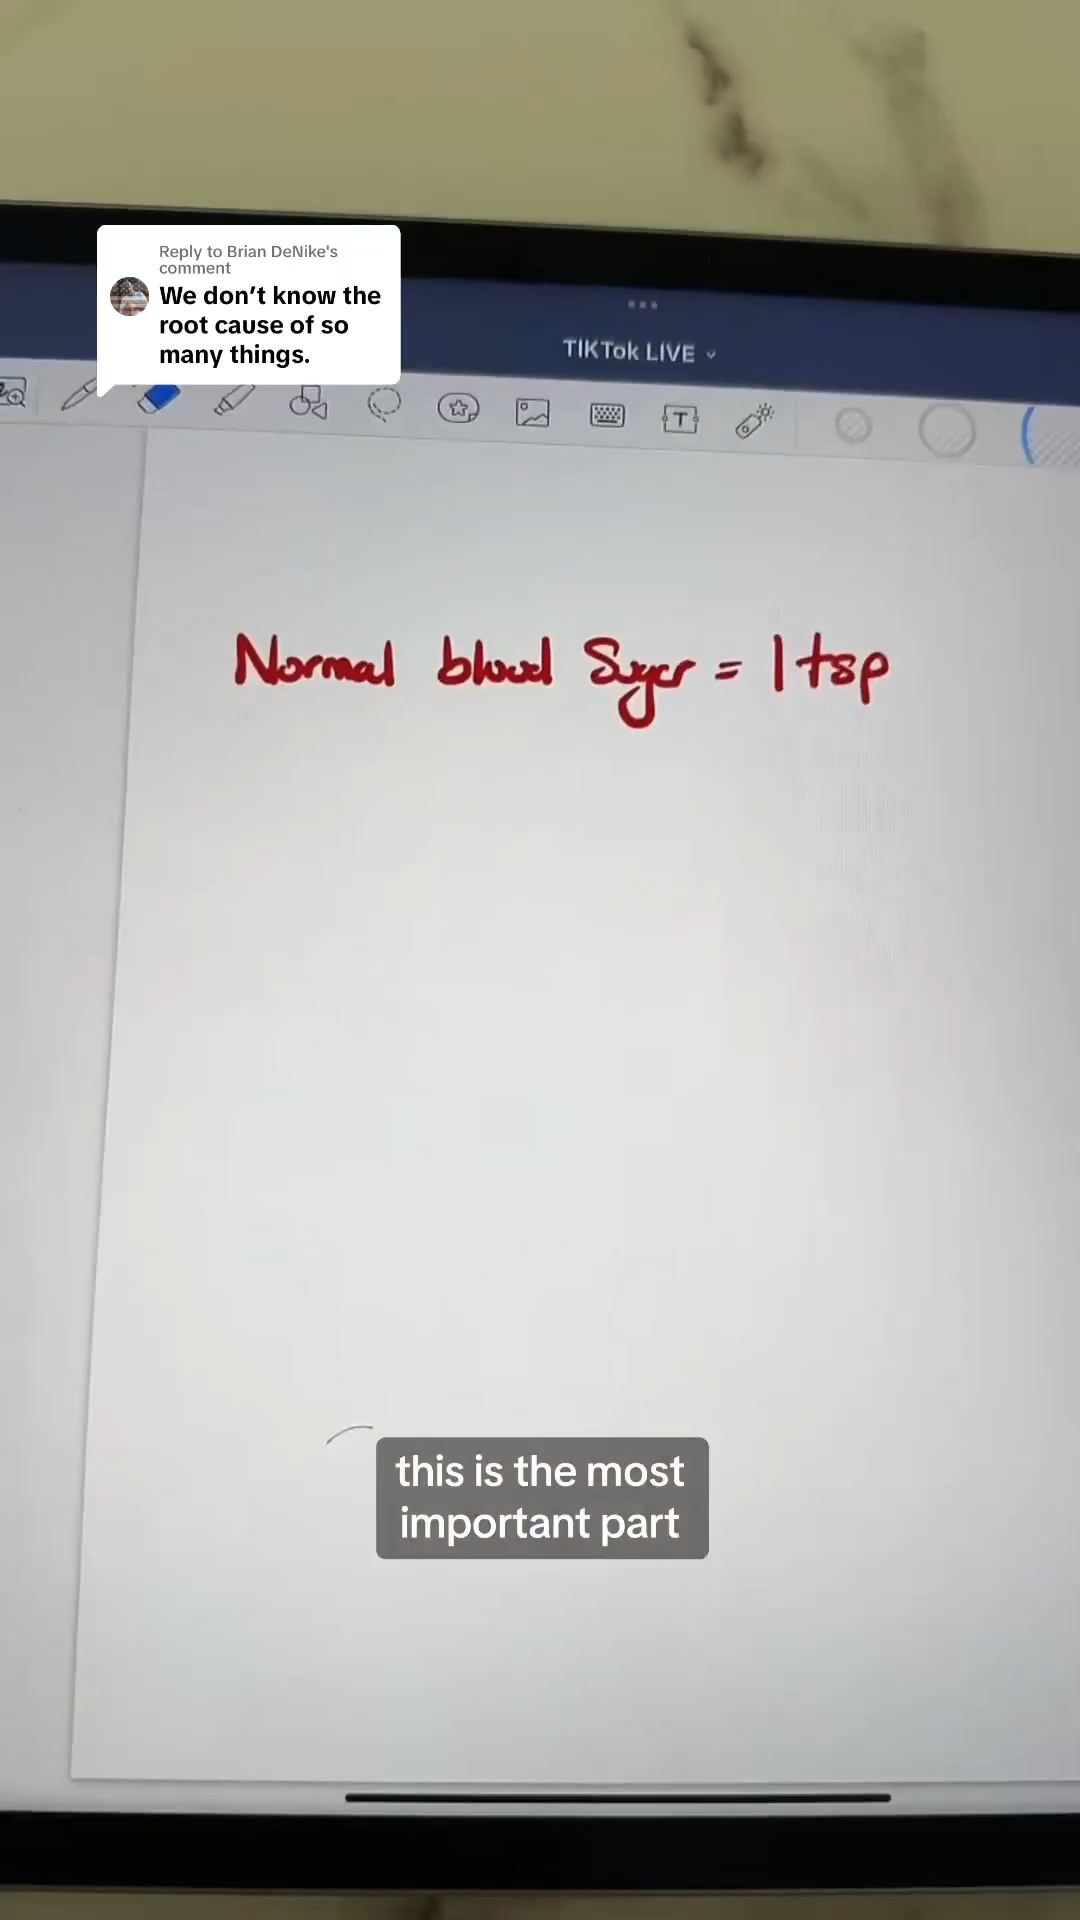 Reply to Brian DeNike's
comment
We don’t know the
root cause of so
many things.
TIKTok LIVE
T
Normal blood Sugar = 1 tsp
this is the most
important part